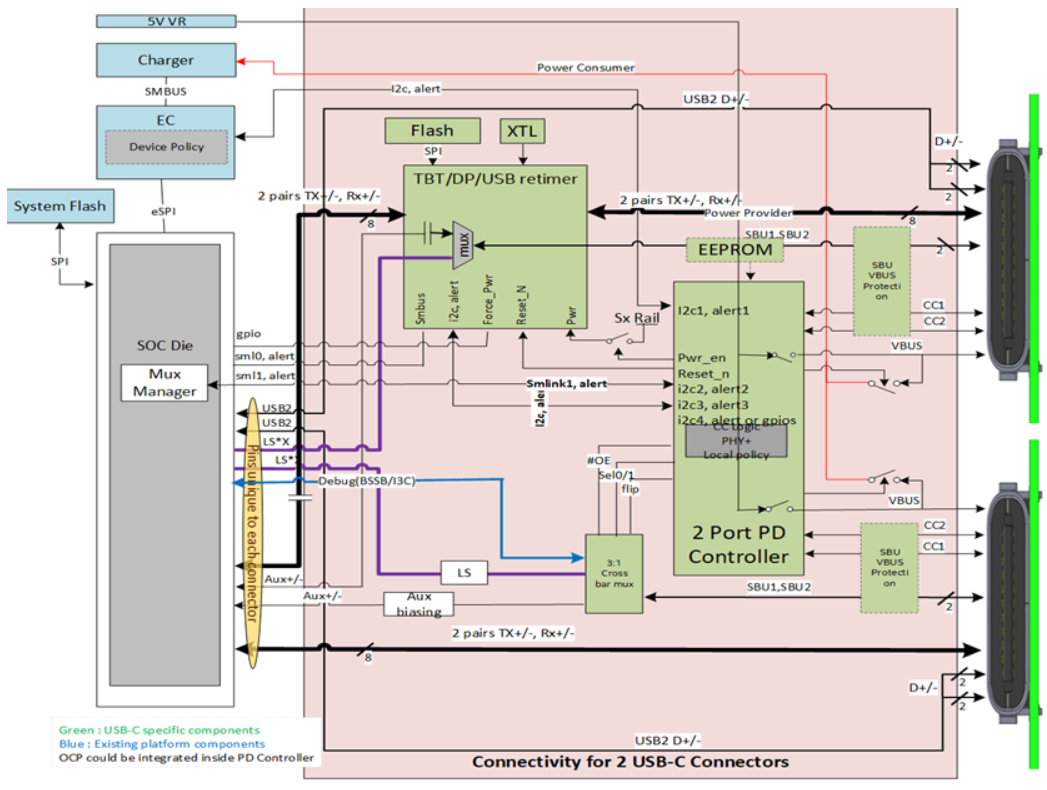 5V VR
Charger
Power Consumer
SMBUS
I2c, alert
USB2 D+/-
EC
Device Policy
Flash
XTL
D+/-
SPI
2
TBT/DP/USB retimer
2
System Flash
eSPI
2 pairs TX+/-, Rx+/-
8
2 pairs TX+/-, Rx+/-
Power Provider
8
SBU1,SBU2
2
mux
EEPROM
SPI
SBU
VBUS
Protecti
on
Smbus
i2c, alert
Force_Pwr
Reset_N
Pwr
Sx Rail
I2c1, alert1
CC1
CC2
gpio
SOC Die
VBUS
sml0, alert
Pwr_en
Mux
Manager
sml1, alert
Reset_n
Smlink1, alert
i2c2, alert2
i2c, aler
i2c3, alert3
USB2
i2c4, alert or gpios
USB2
CC Logic
PHY+
Local policy
LS*X
Pins unique to each connector
LS*
#OE
Sel0/1
flip
Debug(BSSB/I3C)
VBUS
2 Port PD
Controller
CC2
CC1
3:1
Cross
bar mux
SBU
VBUS
Protecti
on
LS
Aux+/-
SBU1,SBU2
Aux+/-
Aux
biasing
2
2 pairs TX+/-, Rx+/-
8
2
D+/-
2
Green : USB-C specific components
Blue : Existing platform components
OCP could be integrated inside PD Controller
USB2 D+/-
Connectivity for 2 USB-C Connectors